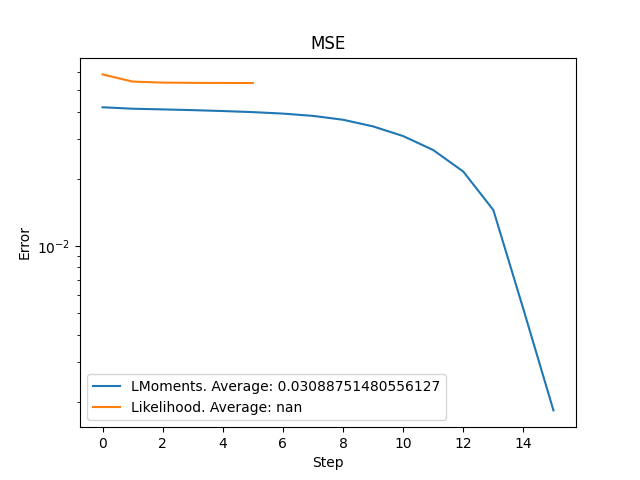 MSE
Error
10⁻²
LMoments. Average: 0.03088751480556127
Likelihood. Average: nan
0 2 4 6 8 10 12 14
Step